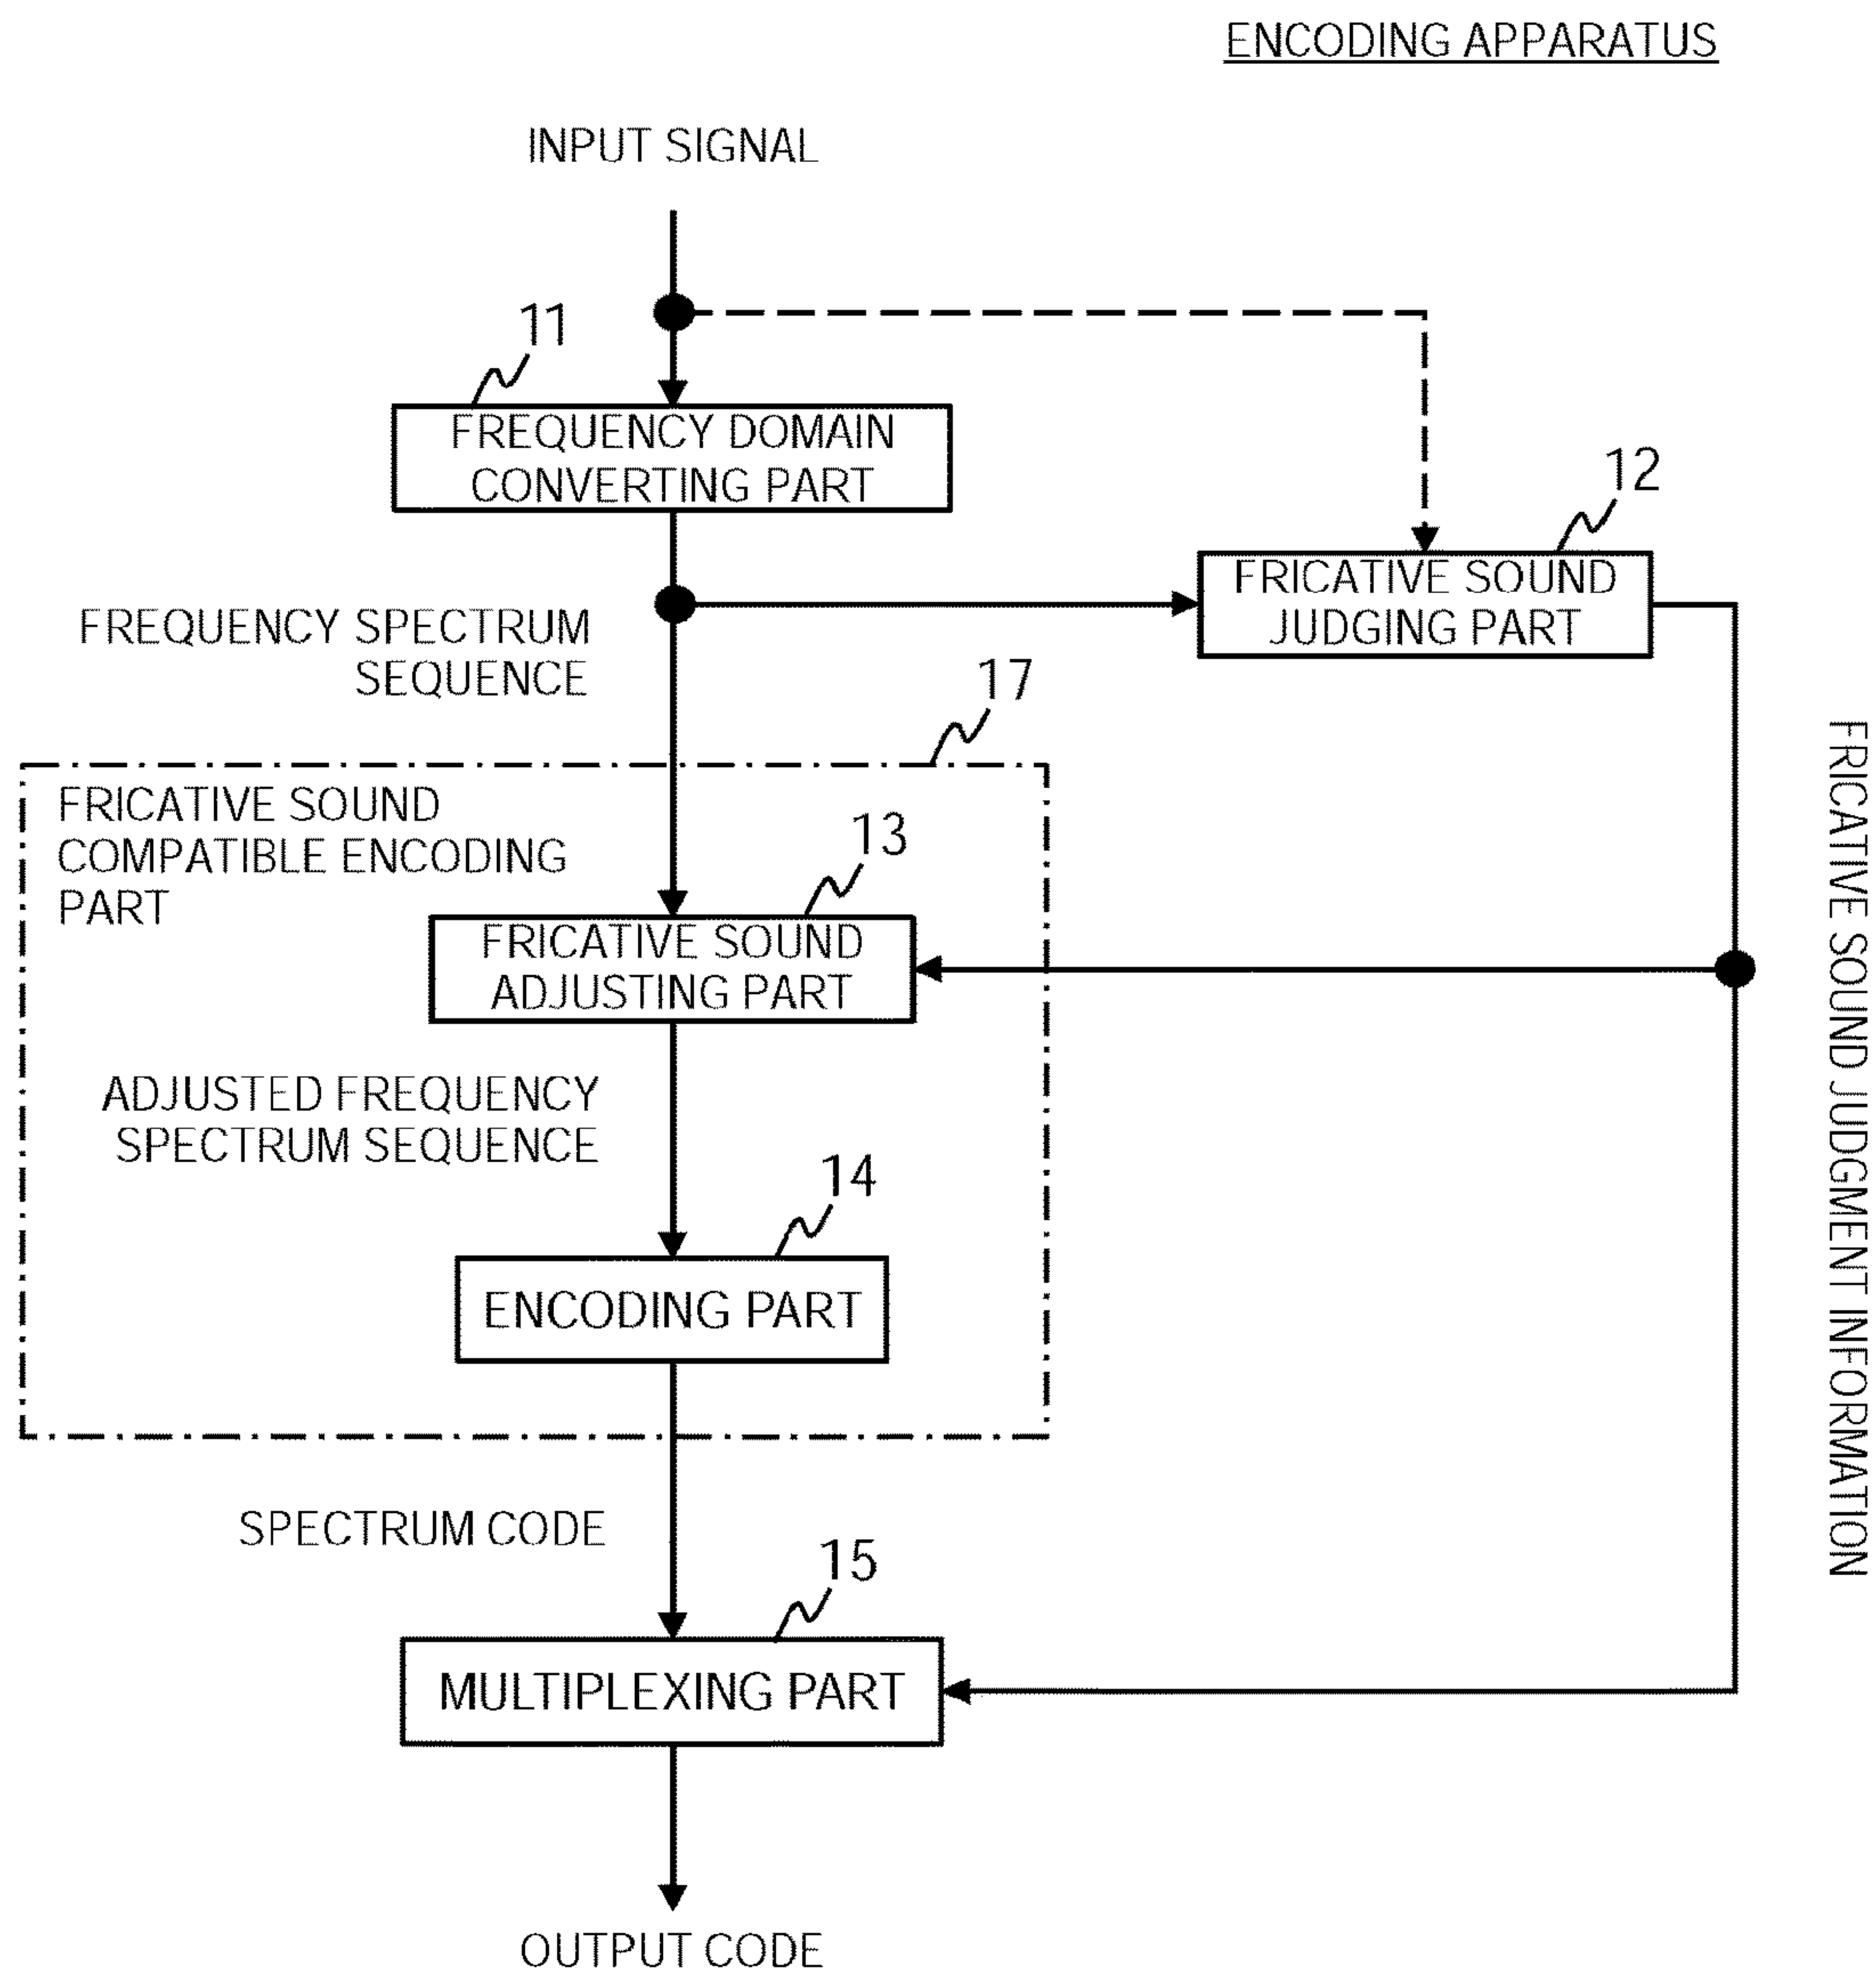 ENCODING APPARATUS
INPUT SIGNAL
11
FREQUENCY DOMAIN
CONVERTING PART
12
FRICATIVE SOUND
JUDGING PART
FREQUENCY SPECTRUM
SEQUENCE
17
FRICATIVE SOUND
COMPATIBLE ENCODING
PART
13
FRICATIVE SOUND
ADJUSTING PART
FRICATIVE SOUND JUDGMENT INFORMATION
ADJUSTED FREQUENCY
SPECTRUM SEQUENCE
14
ENCODING PART
SPECTRUM CODE
15
MULTIPLEXING PART
OUTPUT CODE